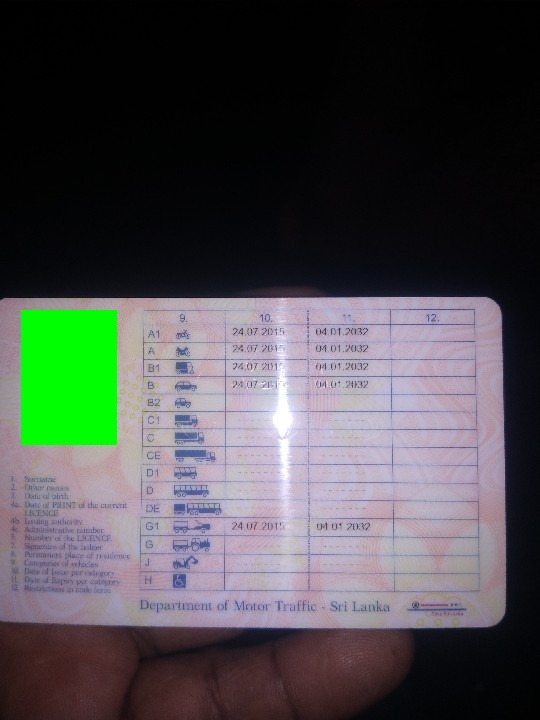 9. 10. 11. 12.
A1 24.07.2015 04.01.2032
A 24.07.2015 04.01.2032
B1 24.07.2015 04.01.2032
B 24.07.2015 04.01.2032
B2
C1
C
CE
D1
D
DE
G1 24.07.2015 04.01.2032
G
J
H
1. Surname
2. Other names
3. Date of birth
4a. Date of PRINT of the current
LICENCE
4b. Issuing authority
4c. Administrative number
5. Number of the LICENCE
7. Signature of the holder
8. Permanent place of residence
9. Categories of vehicles
10. Date of issue per category
11. Date of Expiry per category
12. Restrictions in code form
Department of Motor Traffic - Sri Lanka